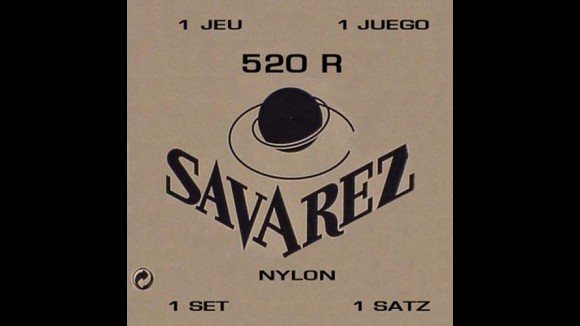 1 JEU 1 JUEGO
520 R
SAVAREZ
NYLON
1 SET 1 SATZ